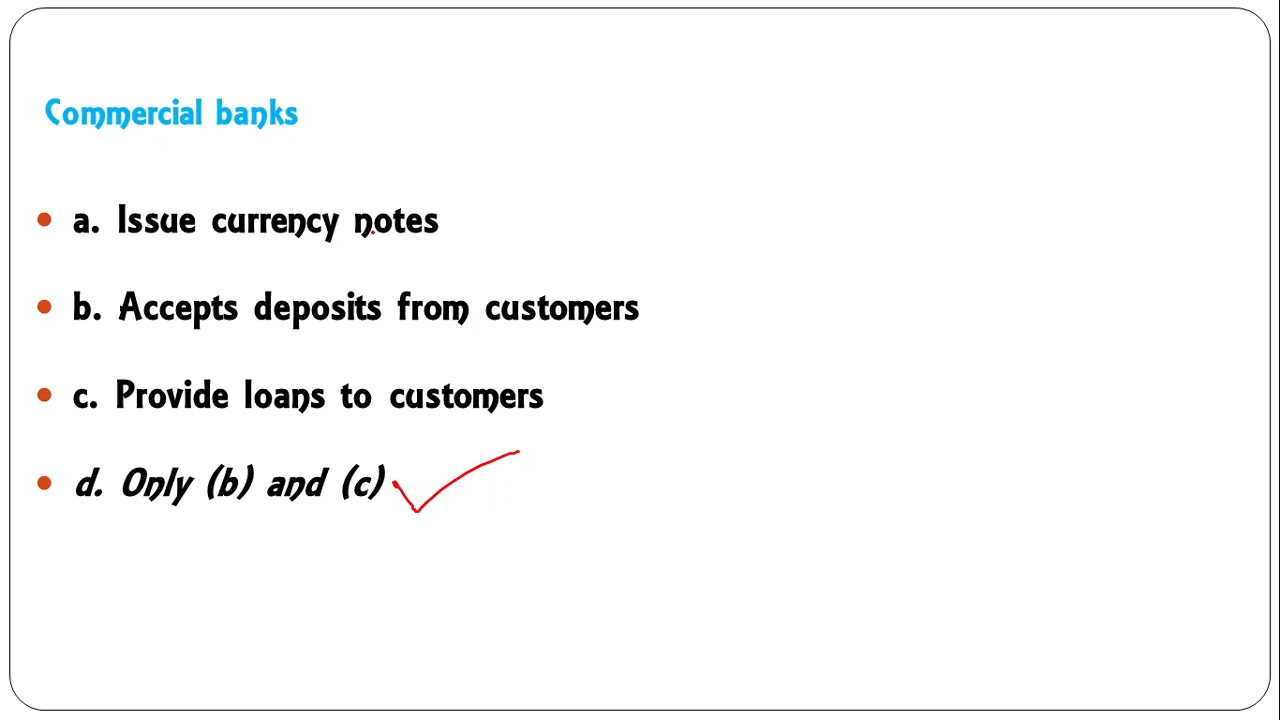 Commercial banks
• a. Issue currency notes
• b. Accepts deposits from customers
• c. Provide loans to customers
• d. Only (b) and (c)